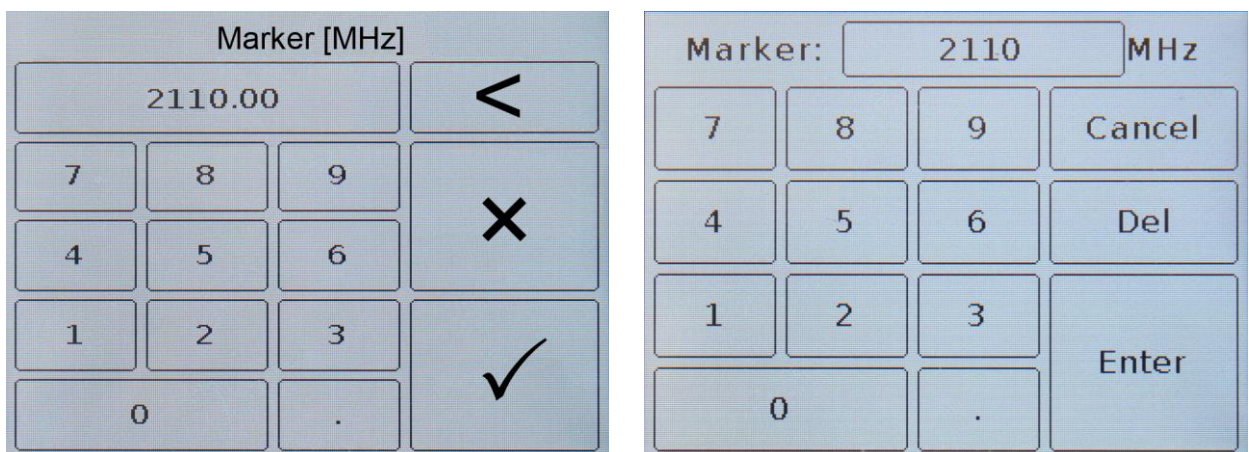 Marker [MHz]
2110.00 <
7 8 9 ×
4 5 6
1 2 3 ✓
0 .
Marker: 2110 MHz
7 8 9 Cancel
4 5 6 Del
1 2 3 Enter
0 .